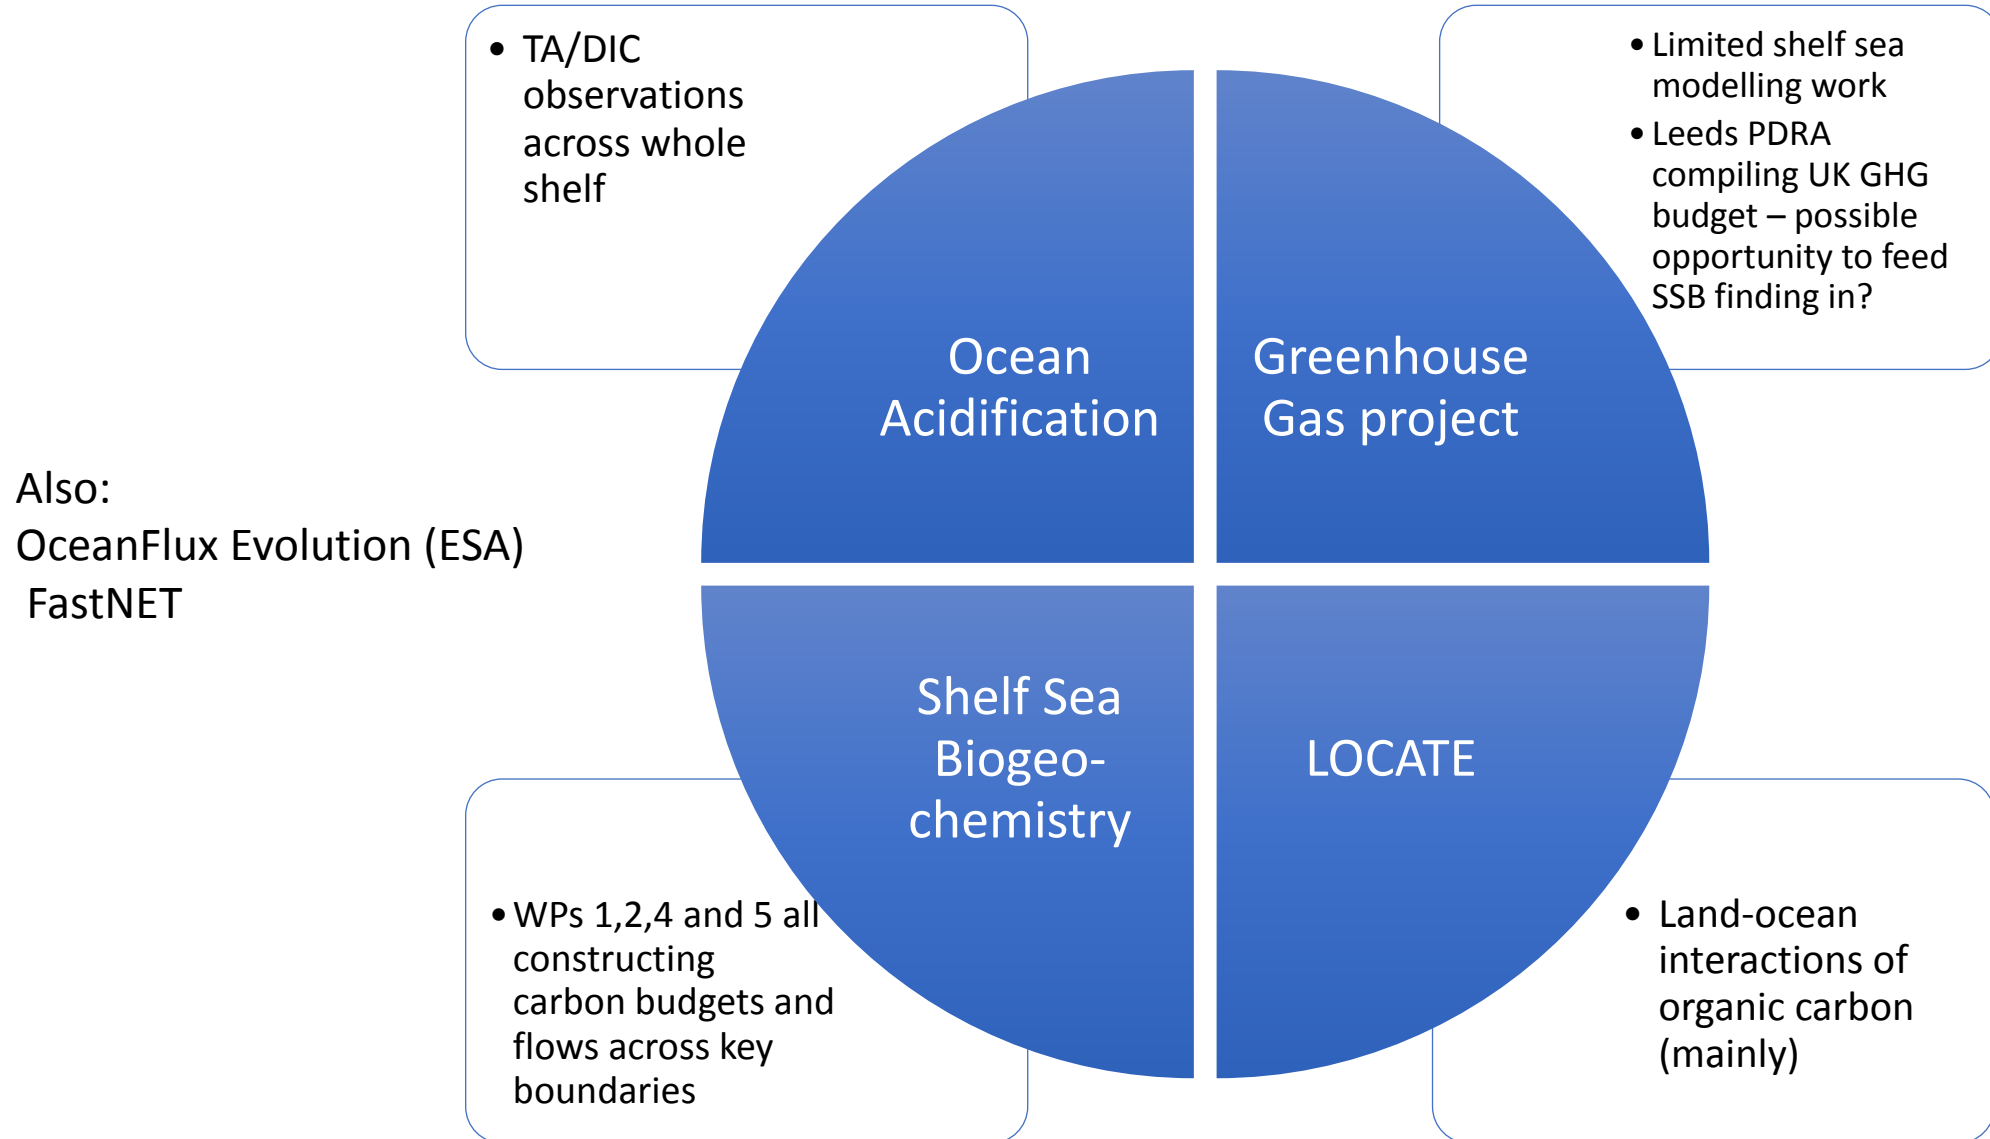 • TA/DIC
observations
across whole
shelf
• Limited shelf sea
modelling work
• Leeds PDRA
compiling UK GHG
budget – possible
opportunity to feed
SSB finding in?
Ocean
Acidification
Greenhouse
Gas project
Also:
OceanFlux Evolution (ESA)
FastNET
Shelf Sea
Biogeo-
chemistry
LOCATE
• WPs 1,2,4 and 5 all
constructing
carbon budgets and
flows across key
boundaries
• Land-ocean
interactions of
organic carbon
(mainly)